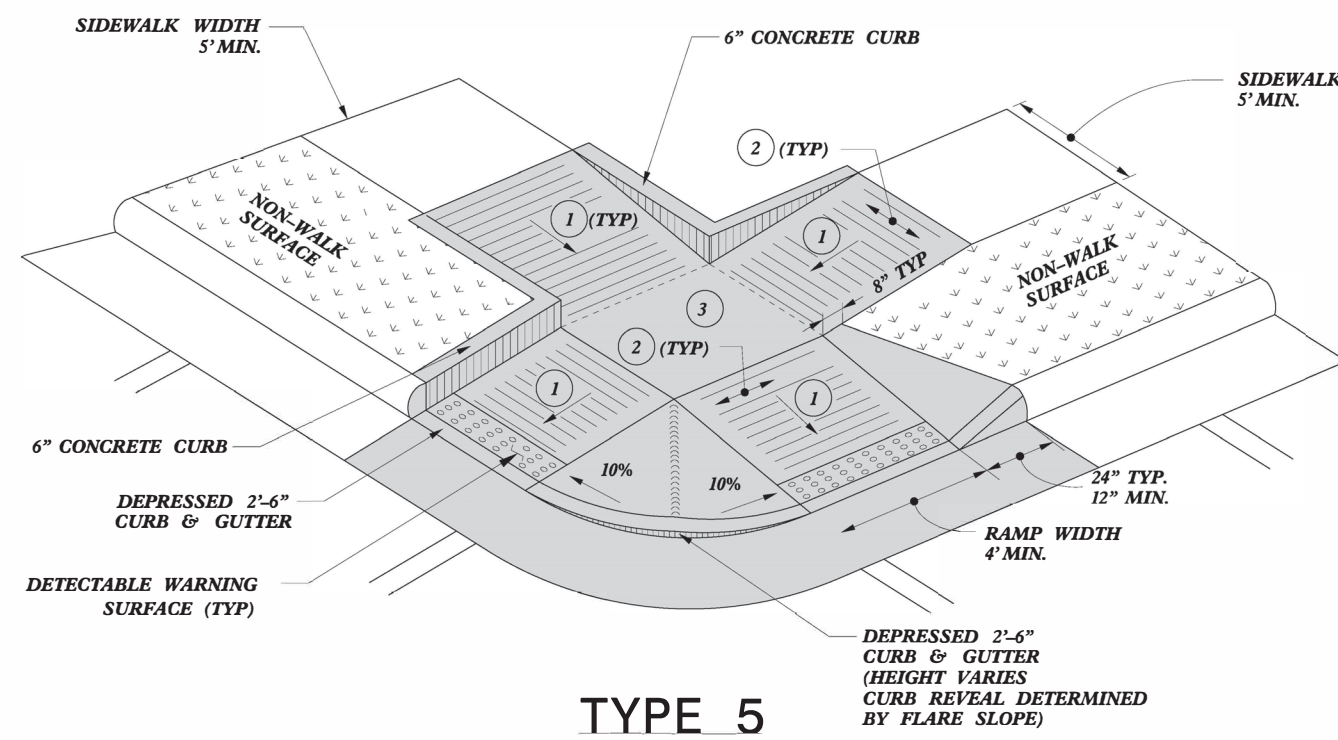 SIDEWALK WIDTH
5' MIN.
6" CONCRETE CURB
SIDEWALK
5' MIN.
2 (TYP)
NON-WALK
SURFACE
1 (TYP)
1
8" TYP
NON-WALK
SURFACE
3
2 (TYP)
1
1
6" CONCRETE CURB
10%
10%
DEPRESSED 2'-6"
CURB & GUTTER
24" TYP.
12" MIN.
RAMP WIDTH
4' MIN.
DETECTABLE WARNING
SURFACE (TYP)
DEPRESSED 2'-6"
CURB & GUTTER
(HEIGHT VARIES
CURB REVEAL DETERMINED
BY FLARE SLOPE)
TYPE 5